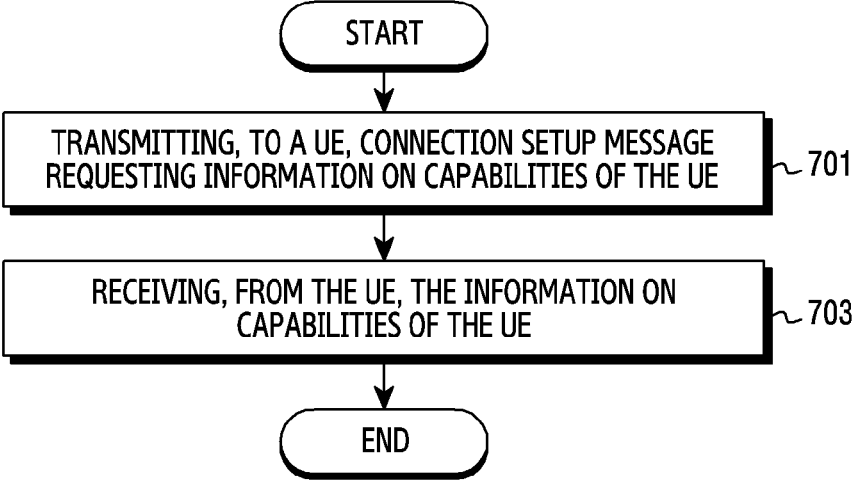 START
TRANSMITTING, TO A UE, CONNECTION SETUP MESSAGE
REQUESTING INFORMATION ON CAPABILITIES OF THE UE
701
RECEIVING, FROM THE UE, THE INFORMATION ON
CAPABILITIES OF THE UE
703
END